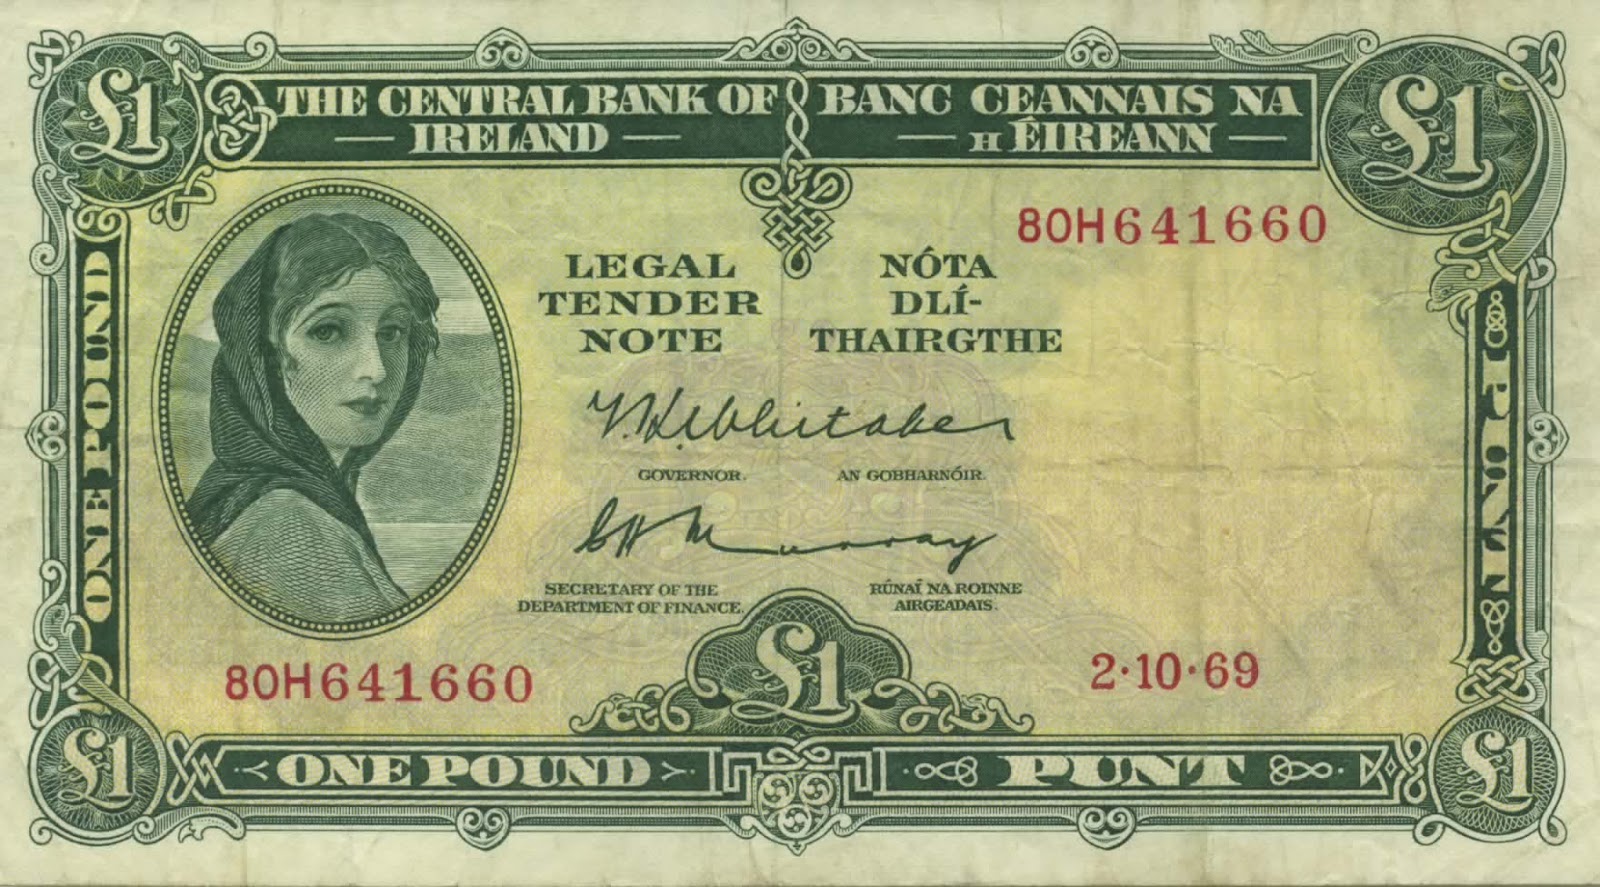 £1
THE CENTRAL BANK OF
IRELAND
BANC CEANNAIS NA
H ÉIREANN
£1
80H641660
LEGAL
TENDER
NOTE
NÓTA
DLÍ-
THAIRGTHE
T.K.Whitaker
GOVERNOR.
AN GOBHARNÓIR.
C H Murray
SECRETARY OF THE
DEPARTMENT OF FINANCE.
RÚNAÍ NA ROINNE
AIRGEADAIS.
ONE POUND
PUNT
80H641660
£1
2·10·69
£1
ONE POUND
PUNT
£1